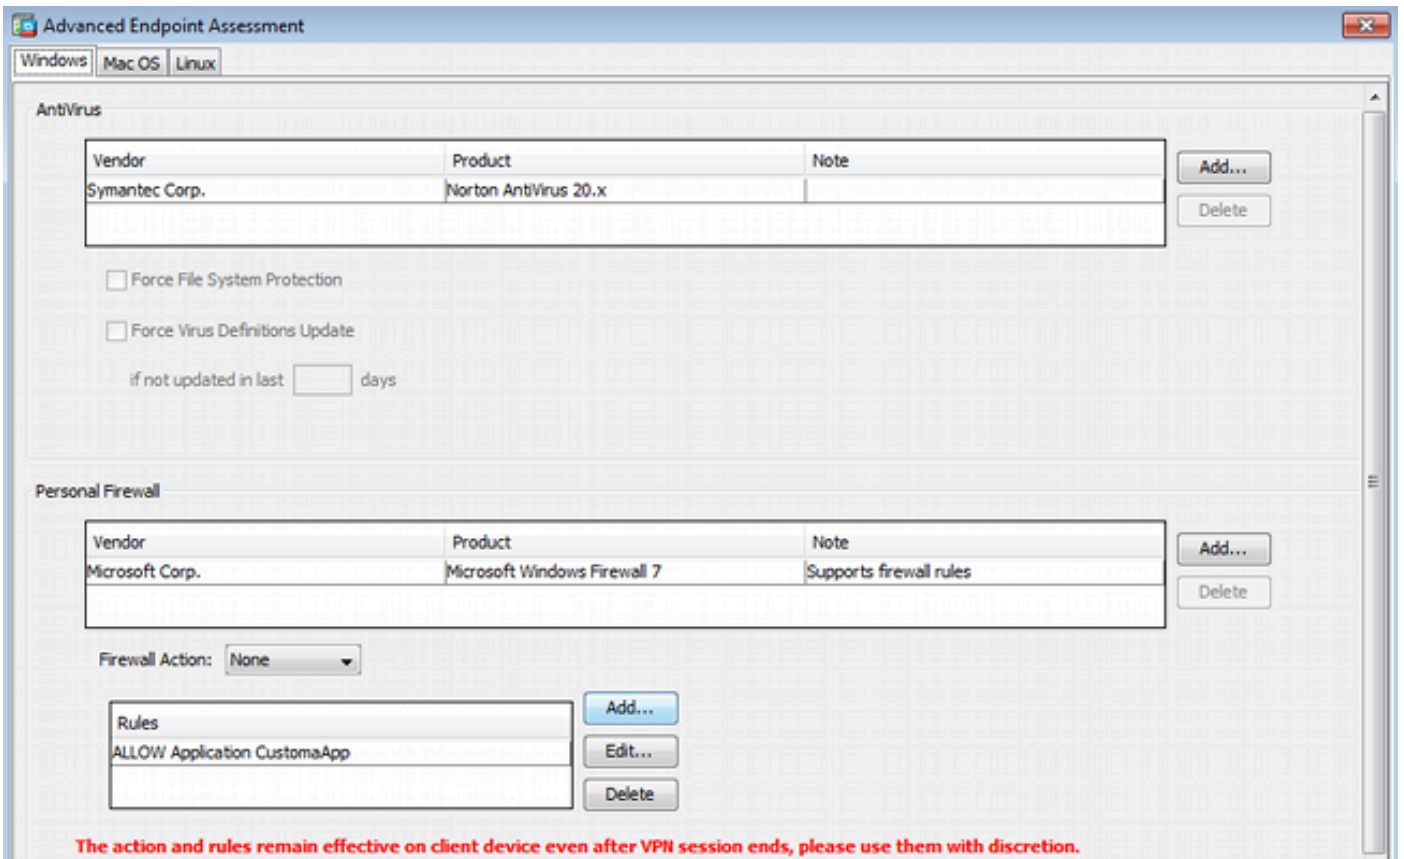 Advanced Endpoint Assessment
Windows Mac OS Linux
AntiVirus
Vendor Product Note
Add...
Symantec Corp. Norton AntiVirus 20.x
Delete
Force File System Protection
Force Virus Definitions Update
if not updated in last days
Personal Firewall
Vendor Product Note
Add...
Microsoft Corp. Microsoft Windows Firewall 7 Supports firewall rules
Delete
Firewall Action: None
Add...
Rules
ALLOW Application CustomaApp
Edit...
Delete
The action and rules remain effective on client device even after VPN session ends, please use them with discretion.